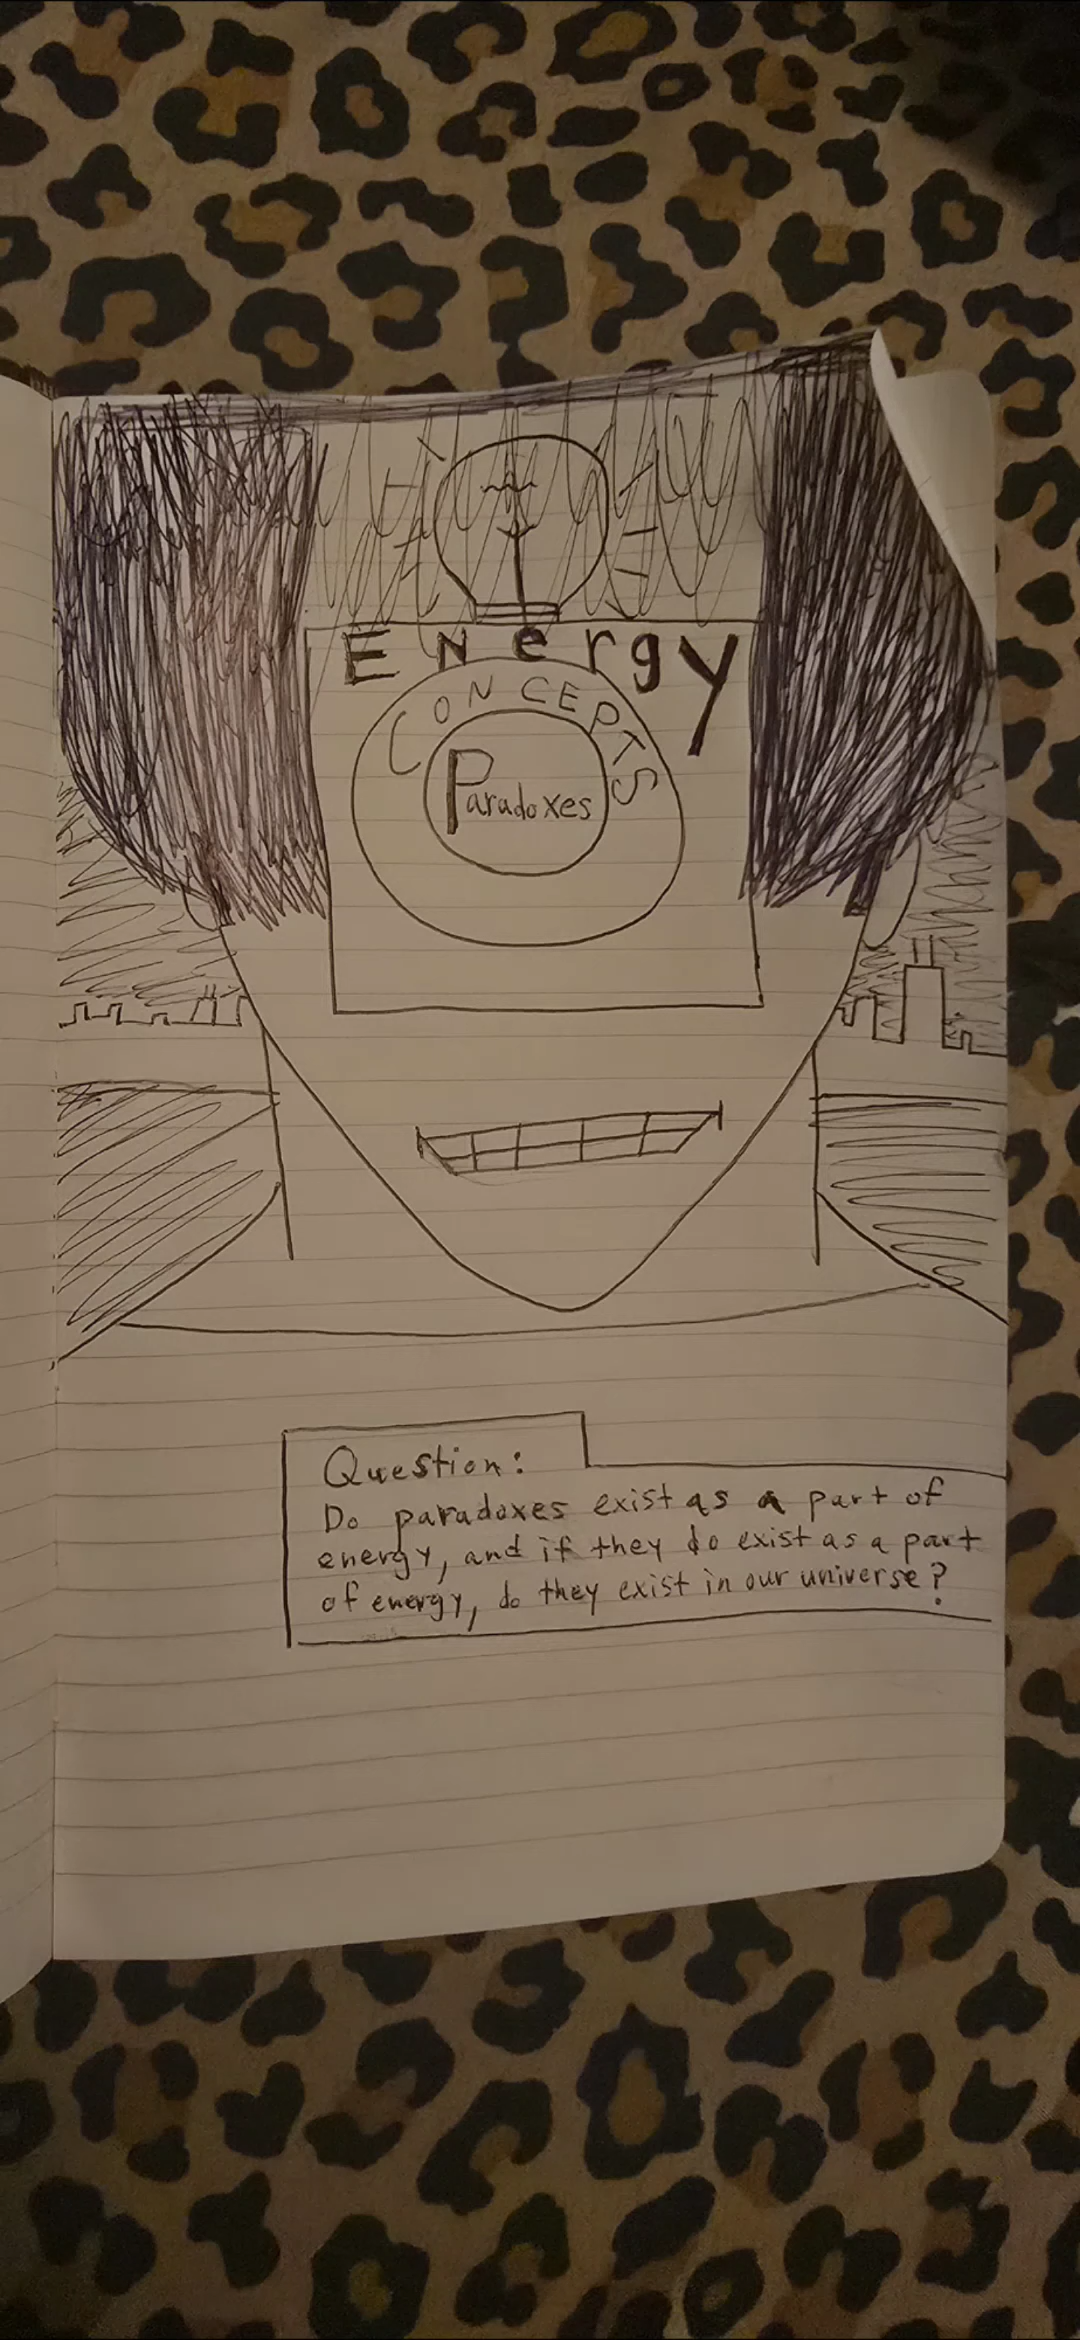 Energy
CONCEPTS
Paradoxes
Question:
Do paradoxes exist as a part of
energy, and if they do exist as a part
of energy, do they exist in our universe?